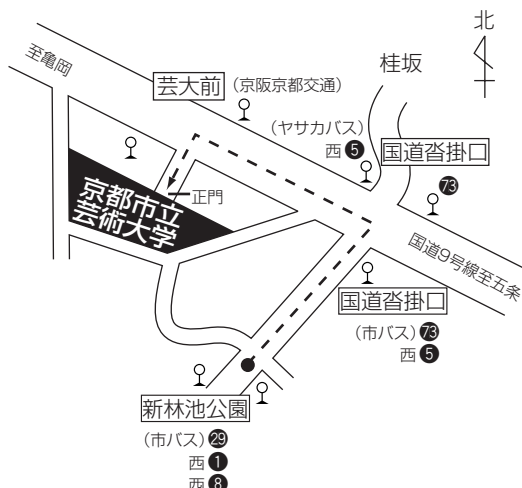 北
至亀岡
芸大前
(京阪京都交通)
桂坂
(ヤサカバス)
西 5
国道沓掛口
73
正門
京都市立
芸術大学
国道9号線至五条
国道沓掛口
(市バス) 73
西 5
新林池公園
(市バス) 29
西 1
西 8